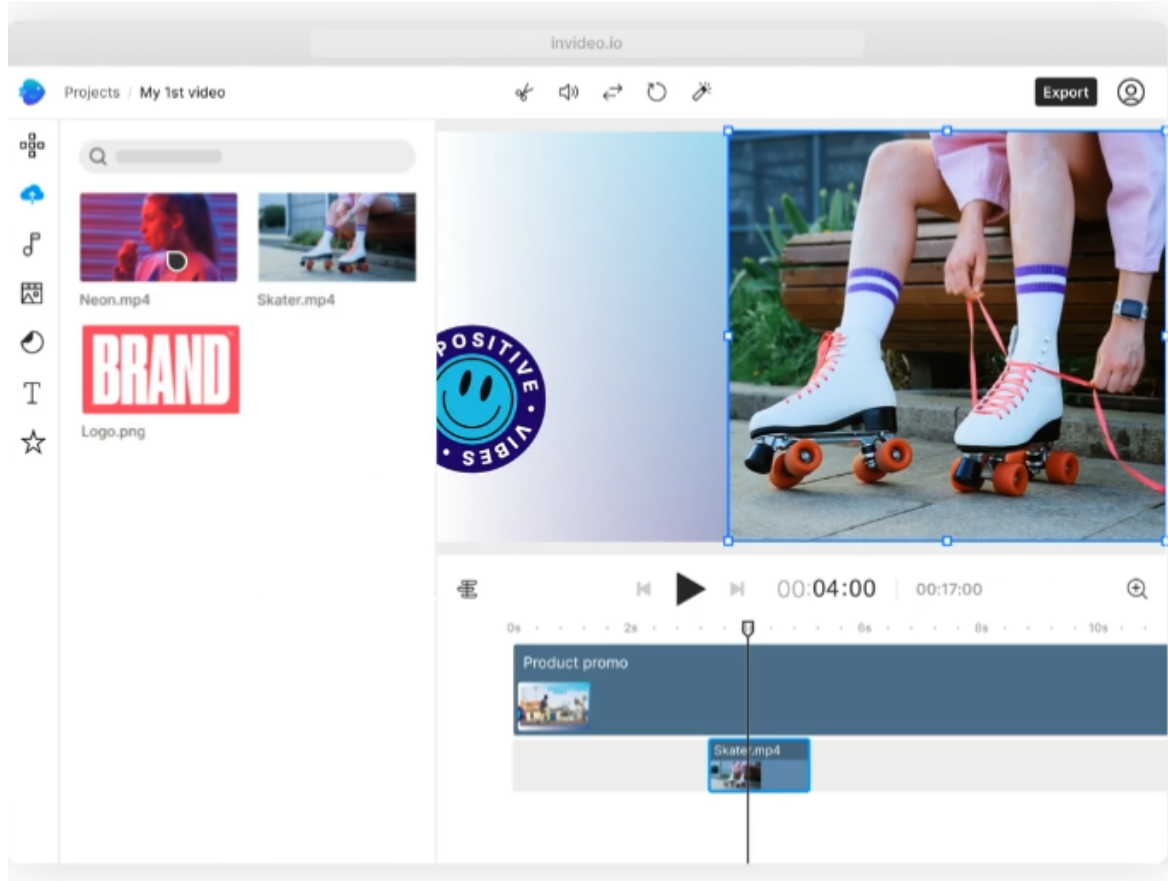 invideo.io
Projects / My 1st video
Export
Neon.mp4
Skater.mp4
BRAND
Logo.png
POSITIVE • VIBES •
00:04:00
00:17:00
0s
2s
6s
8s
10s
Product promo
Skater.mp4